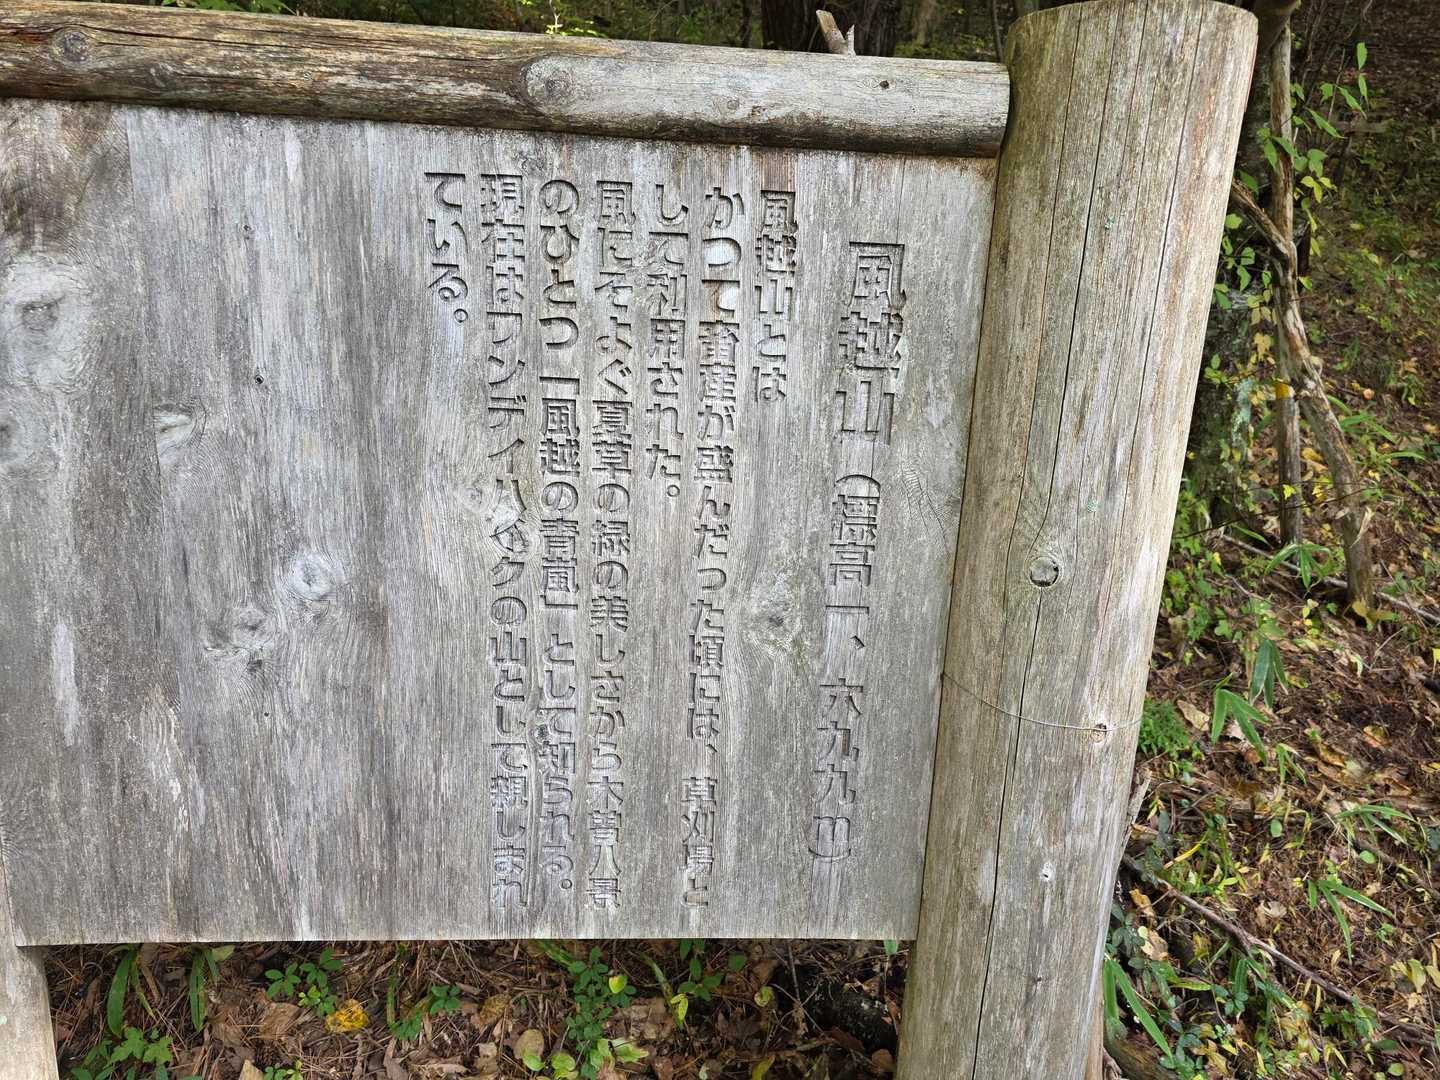 風越山（標高一、六九九m）
風越山とは
かつて畜産が盛んだった頃には、草刈場と
して利用された。
風にそよぐ夏草の緑の美しさから木曽八景
のひとつ「風越の青嵐」として知られる。
現在はワンディハイクの山として親しまれ
ている。